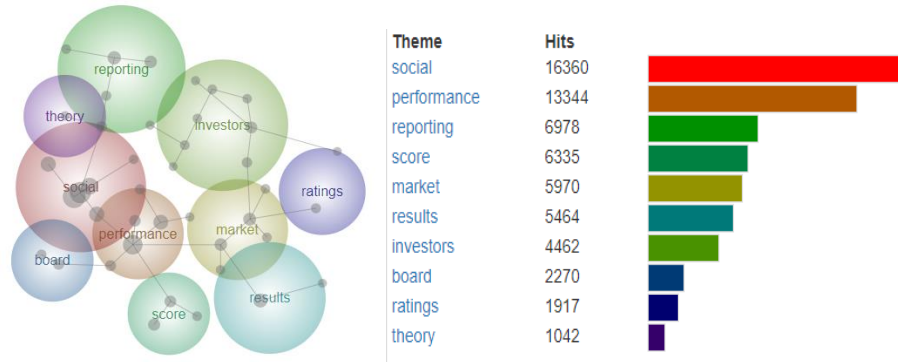 reporting
theory
investors
social
ratings
performance
market
board
results
score
Theme Hits
social 16360
performance 13344
reporting 6978
score 6335
market 5970
results 5464
investors 4462
board 2270
ratings 1917
theory 1042